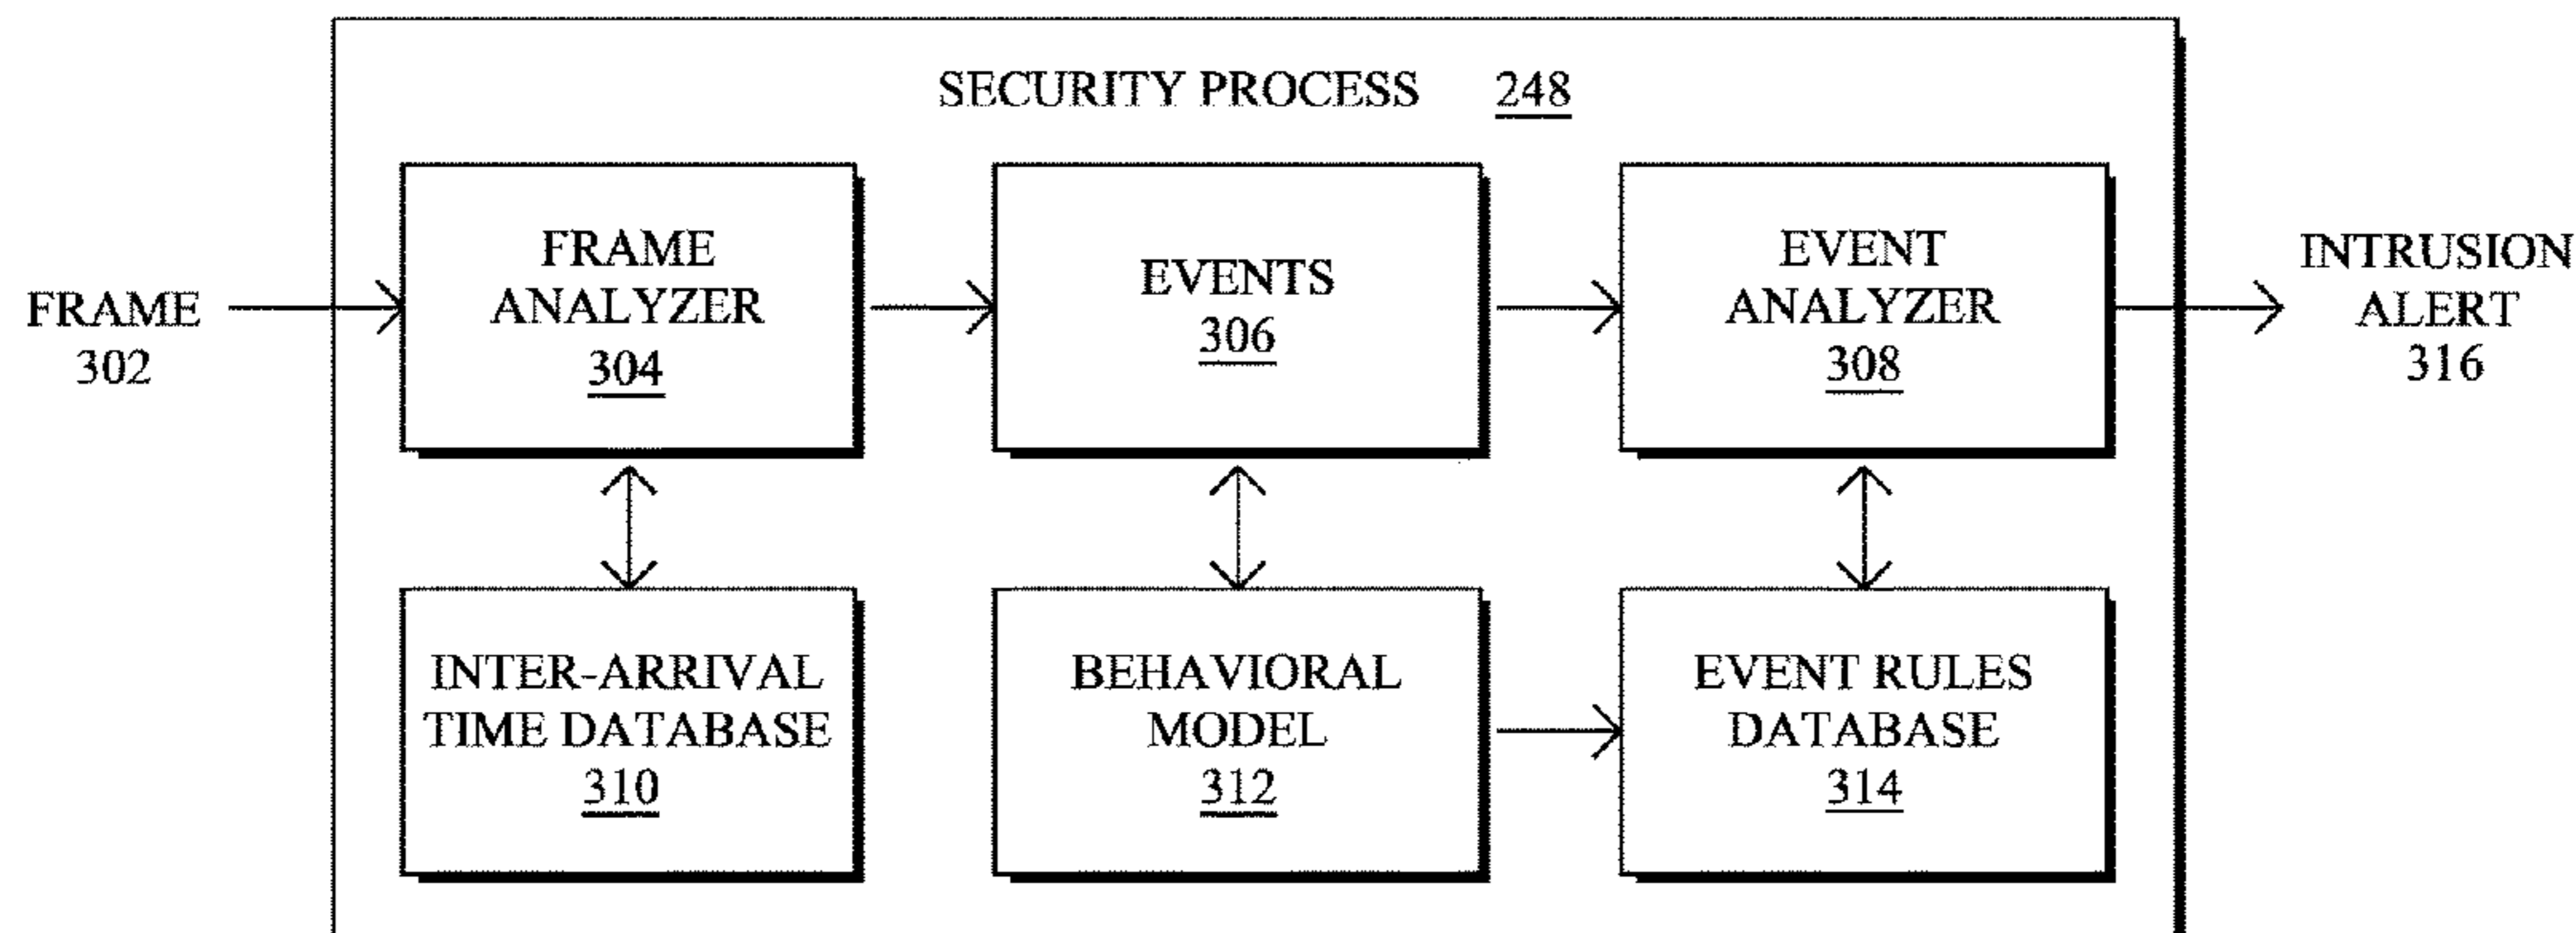 SECURITY PROCESS 248
FRAME
302
FRAME
ANALYZER
304
EVENTS
306
EVENT
ANALYZER
308
INTRUSION
ALERT
316
INTER-ARRIVAL
TIME DATABASE
310
BEHAVIORAL
MODEL
312
EVENT RULES
DATABASE
314